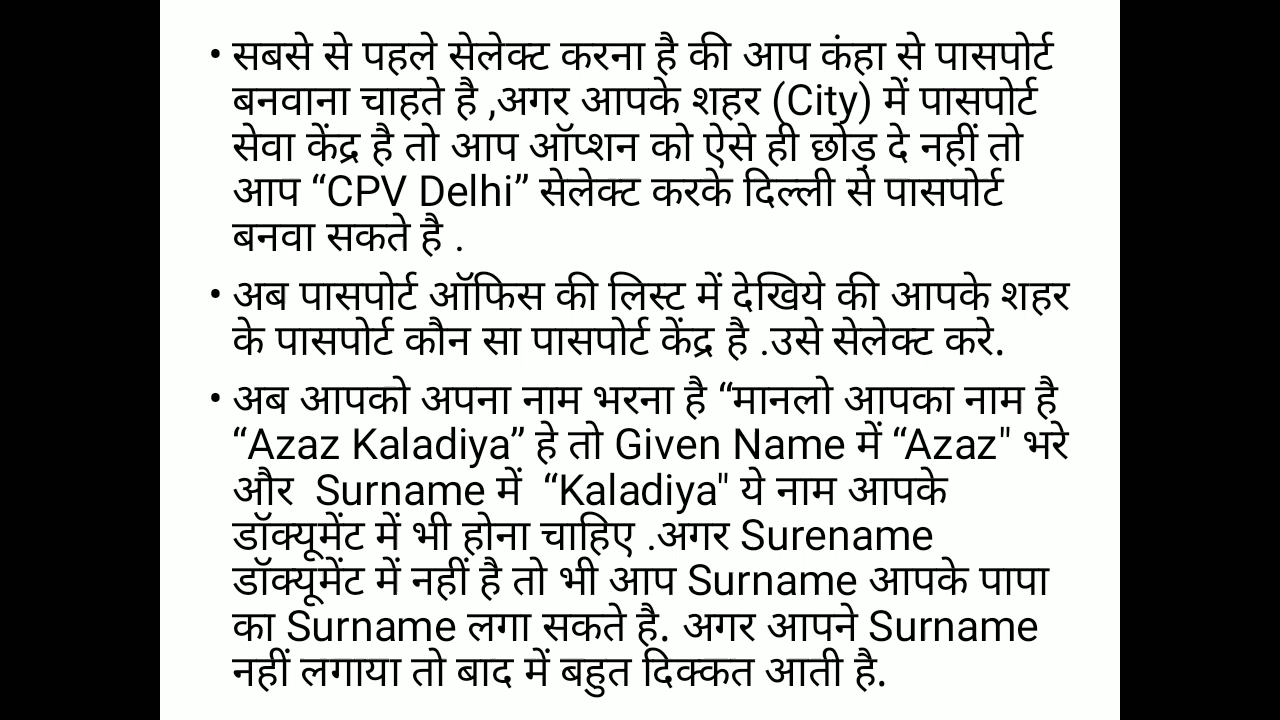 • सबसे से पहले सेलेक्ट करना है की आप कंहा से पासपोर्ट
बनवाना चाहते है ,अगर आपके शहर (City) में पासपोर्ट
सेवा केंद्र है तो आप ऑप्शन को ऐसे ही छोड़ दे नहीं तो
आप “CPV Delhi” सेलेक्ट करके दिल्ली से पासपोर्ट
बनवा सकते है .
• अब पासपोर्ट ऑफिस की लिस्ट में देखिये की आपके शहर
के पासपोर्ट कौन सा पासपोर्ट केंद्र है .उसे सेलेक्ट करे.
• अब आपको अपना नाम भरना है “मानलो आपका नाम है
“Azaz Kaladiya” हे तो Given Name में “Azaz" भरे
और  Surname में  “Kaladiya" ये नाम आपके
डॉक्यूमेंट में भी होना चाहिए .अगर Surename
डॉक्यूमेंट में नहीं है तो भी आप Surname आपके पापा
का Surname लगा सकते है. अगर आपने Surname
नहीं लगाया तो बाद में बहुत दिक्कत आती है.